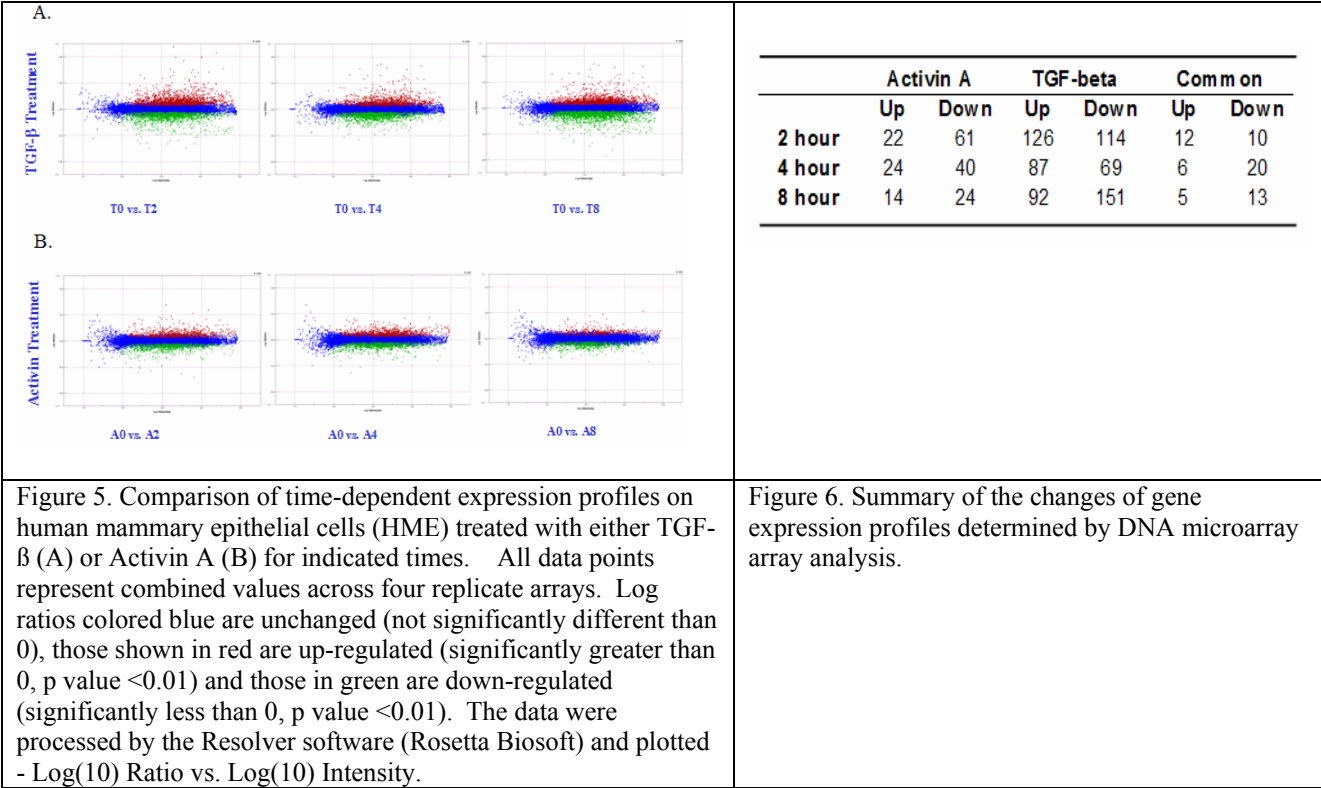 A.
TGF-β Treatment
T0 vs. T2
T0 vs. T4
T0 vs. T8
B.
Activin Treatment
A0 vs. A2
A0 vs. A4
A0 vs. A8
Activin A TGF-beta Common
Up Down Up Down Up Down
2 hour 22 61 126 114 12 10
4 hour 24 40 87 69 6 20
8 hour 14 24 92 151 5 13
Figure 5. Comparison of time-dependent expression profiles on
human mammary epithelial cells (HME) treated with either TGF-
ß (A) or Activin A (B) for indicated times. All data points
represent combined values across four replicate arrays. Log
ratios colored blue are unchanged (not significantly different than
0), those shown in red are up-regulated (significantly greater than
0, p value <0.01) and those in green are down-regulated
(significantly less than 0, p value <0.01). The data were
processed by the Resolver software (Rosetta Biosoft) and plotted
- Log(10) Ratio vs. Log(10) Intensity.
Figure 6. Summary of the changes of gene
expression profiles determined by DNA microarray
array analysis.